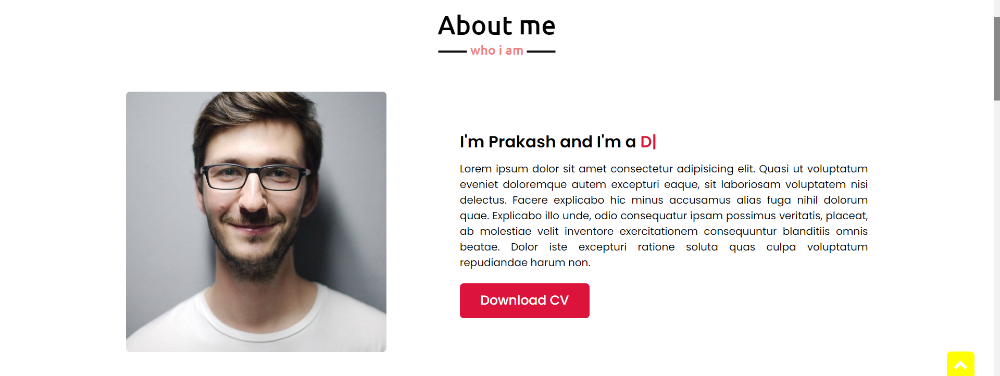 About me
who i am
I'm Prakash and I'm a D|
Lorem ipsum dolor sit amet consectetur adipisicing elit. Quasi ut voluptatum
eveniet doloremque autem excepturi eaque, sit laboriosam voluptatem nisi
delectus. Facere explicabo hic minus accusamus alias fuga nihil dolorum
quae. Explicabo illo unde, odio consequatur ipsam possimus veritatis, placeat,
ab molestiae velit inventore exercitationem consequuntur blanditiis omnis
beatae. Dolor iste excepturi ratione soluta quas culpa voluptatum
repudiandae harum non.
Download CV